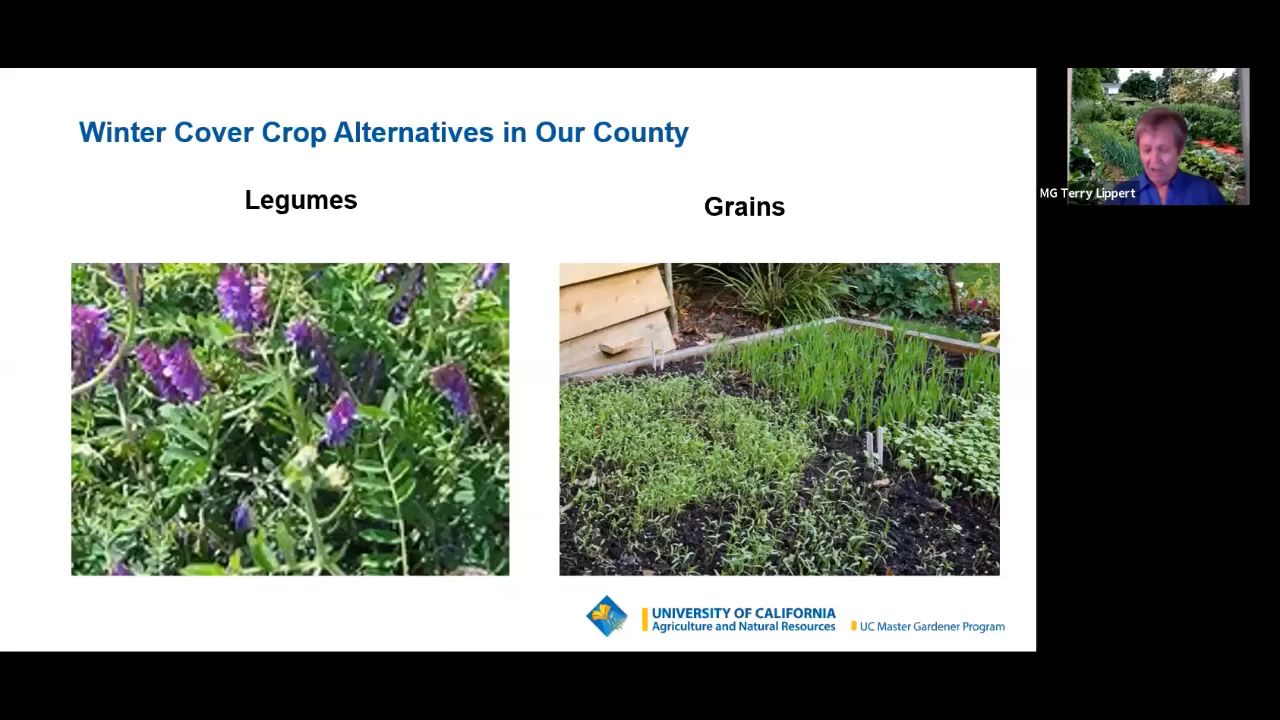 Winter Cover Crop Alternatives in Our County
Legumes
Grains
MG Terry Lippert
UNIVERSITY OF CALIFORNIA
Agriculture and Natural Resources
UC Master Gardener Program